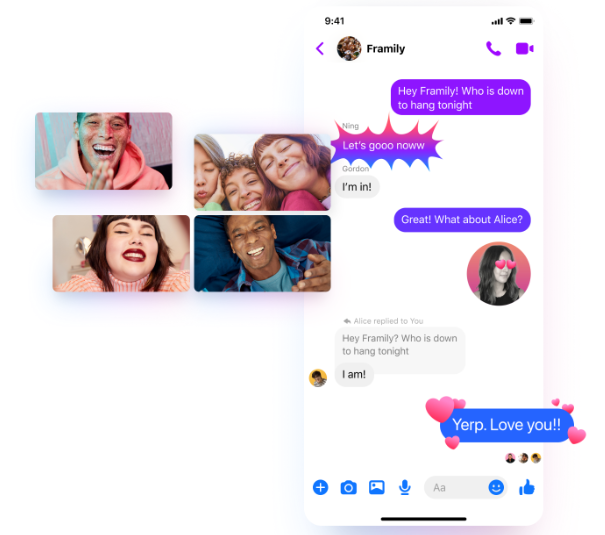 9:41
Framily
Hey Framily! Who is down
to hang tonight
Ning
Let's gooo noww
Gordon
I'm in!
Great! What about Alice?
Alice replied to You
Hey Framily? Who is down
to hang tonight
I am!
Yerp. Love you!!
Aa